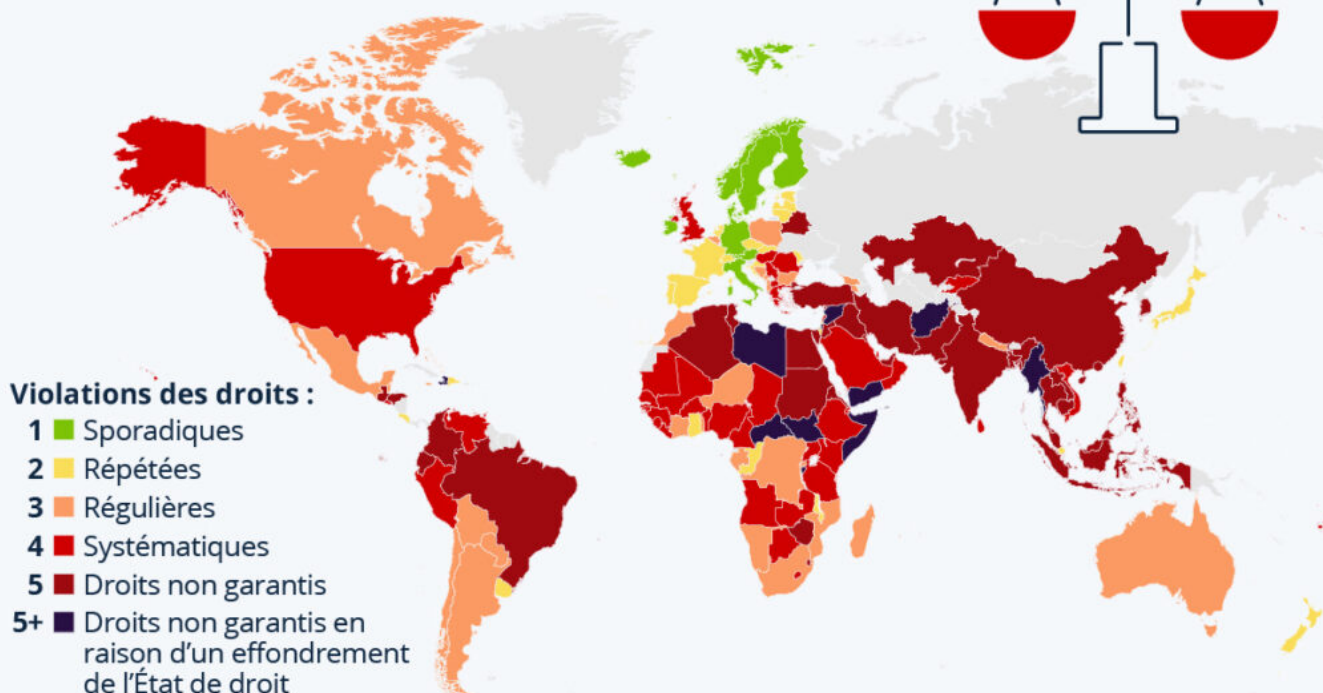 Violations des droits :
1 Sporadiques
2 Répétées
3 Régulières
4 Systématiques
5 Droits non garantis
5+ Droits non garantis en
raison d’un effondrement
de l’État de droit